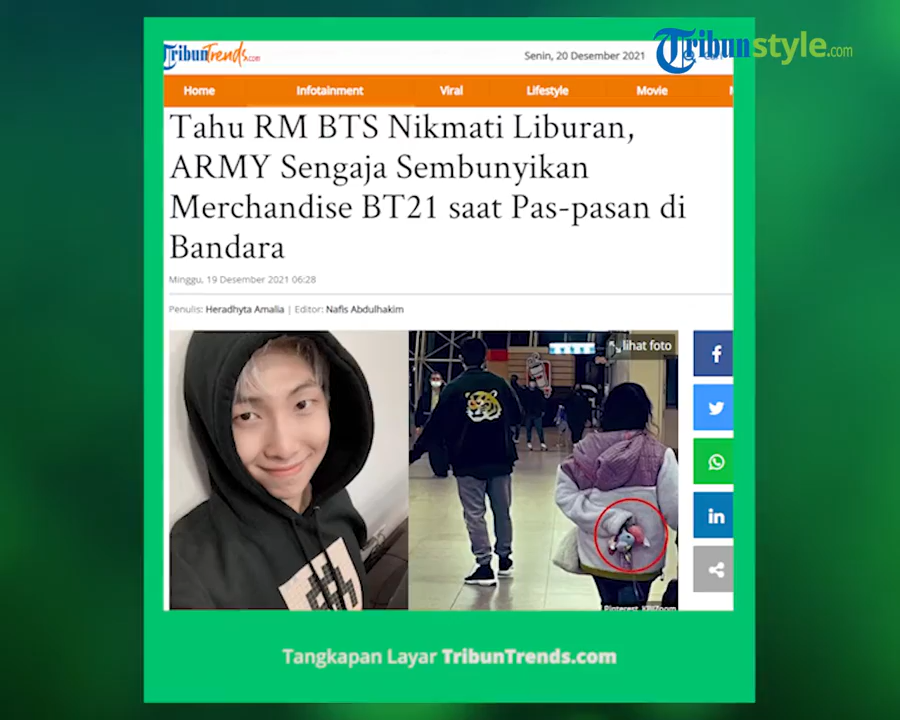 Tribunstyle.com
TribunTrends.com
Senin, 20 Desember 2021
Home Infotainment Viral Lifestyle Movie
Tahu RM BTS Nikmati Liburan,
ARMY Sengaja Sembunyikan
Merchandise BT21 saat Pas-pasan di
Bandara
Minggu, 19 Desember 2021 06:28
Penulis: Heradhyta Amalia | Editor: Nafis Abdulhakim
lihat foto
f
in
Pinterest,
Tangkapan Layar TribunTrends.com